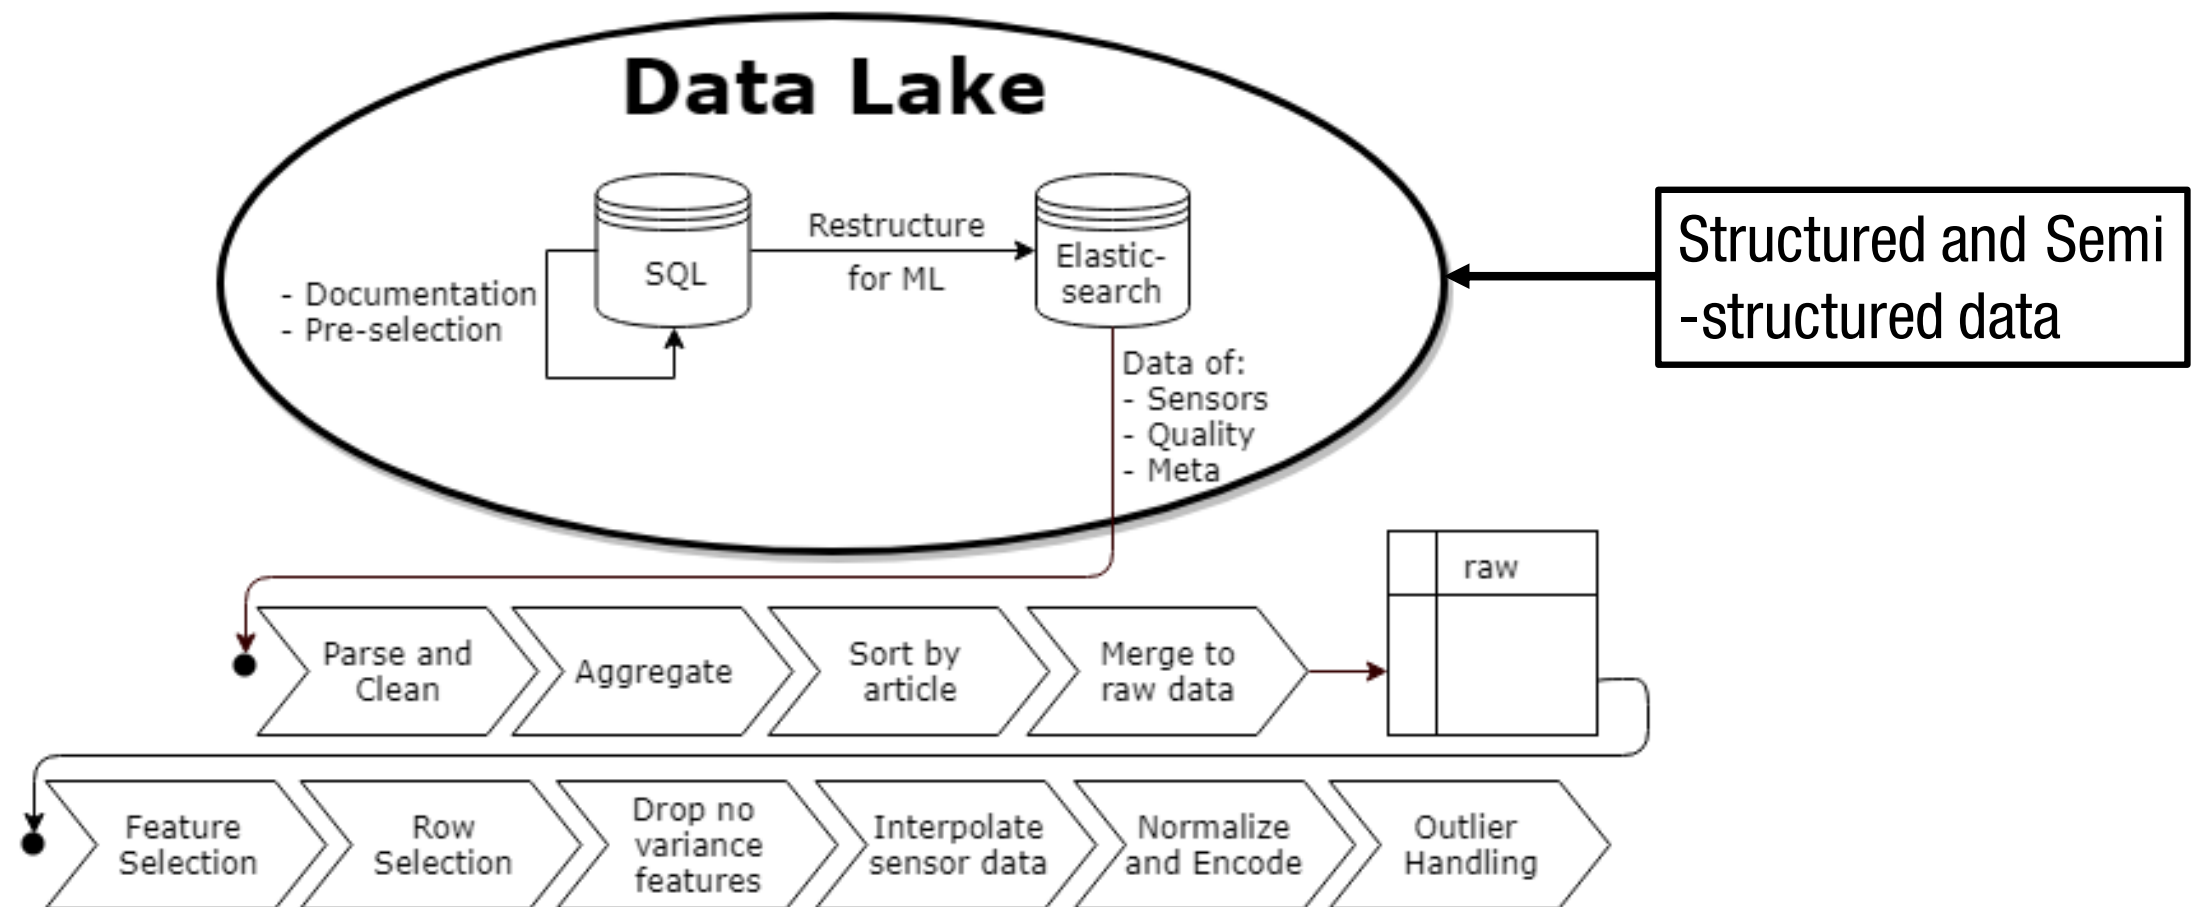 Data Lake
Restructure
for ML
SQL
Elastic-
search
- Documentation
- Pre-selection
Structured and Semi
-structured data
Data of:
- Sensors
- Quality
- Meta
raw
Parse and
Clean
Aggregate
Sort by
article
Merge to
raw data
Feature
Selection
Row
Selection
Drop no
variance
features
Interpolate
sensor data
Normalize
and Encode
Outlier
Handling